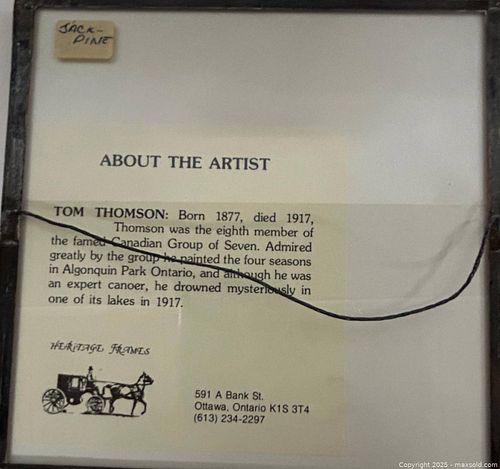 JACK-
PINE
ABOUT THE ARTIST
TOM THOMSON: Born 1877, died 1917,
Thomson was the eighth member of
the famed Canadian Group of Seven. Admired
greatly by the group he painted the four seasons
in Algonquin Park Ontario, and although he was
an expert canoer, he drowned mysteriously in
one of its lakes in 1917.
HERITAGE FRAMES
591 A Bank St.
Ottawa, Ontario K1S 3T4
(613) 234-2297
Copyright © 2025 - maxsold.com